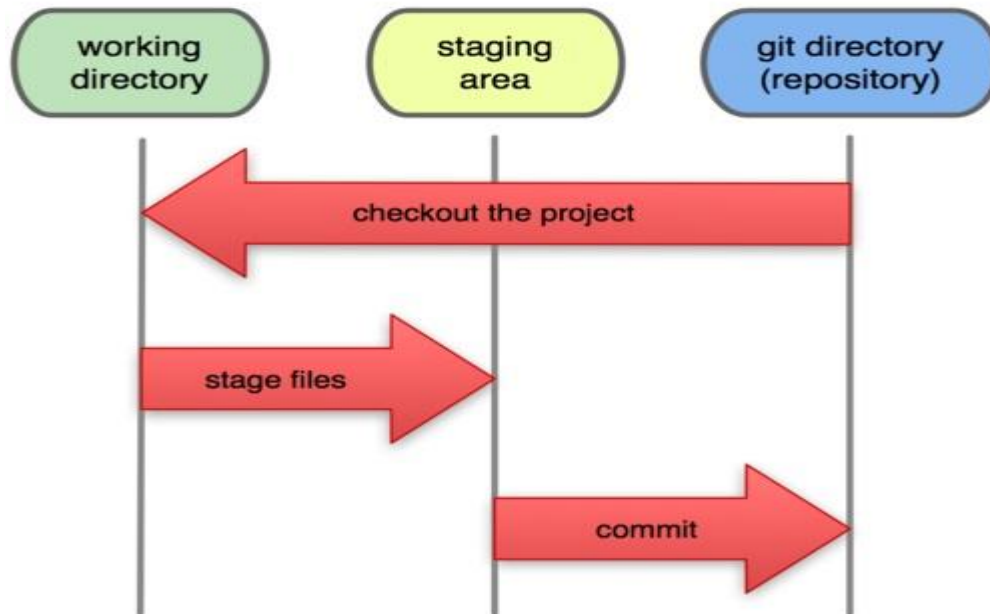 working
directory
staging
area
git directory
(repository)
checkout the project
stage files
commit